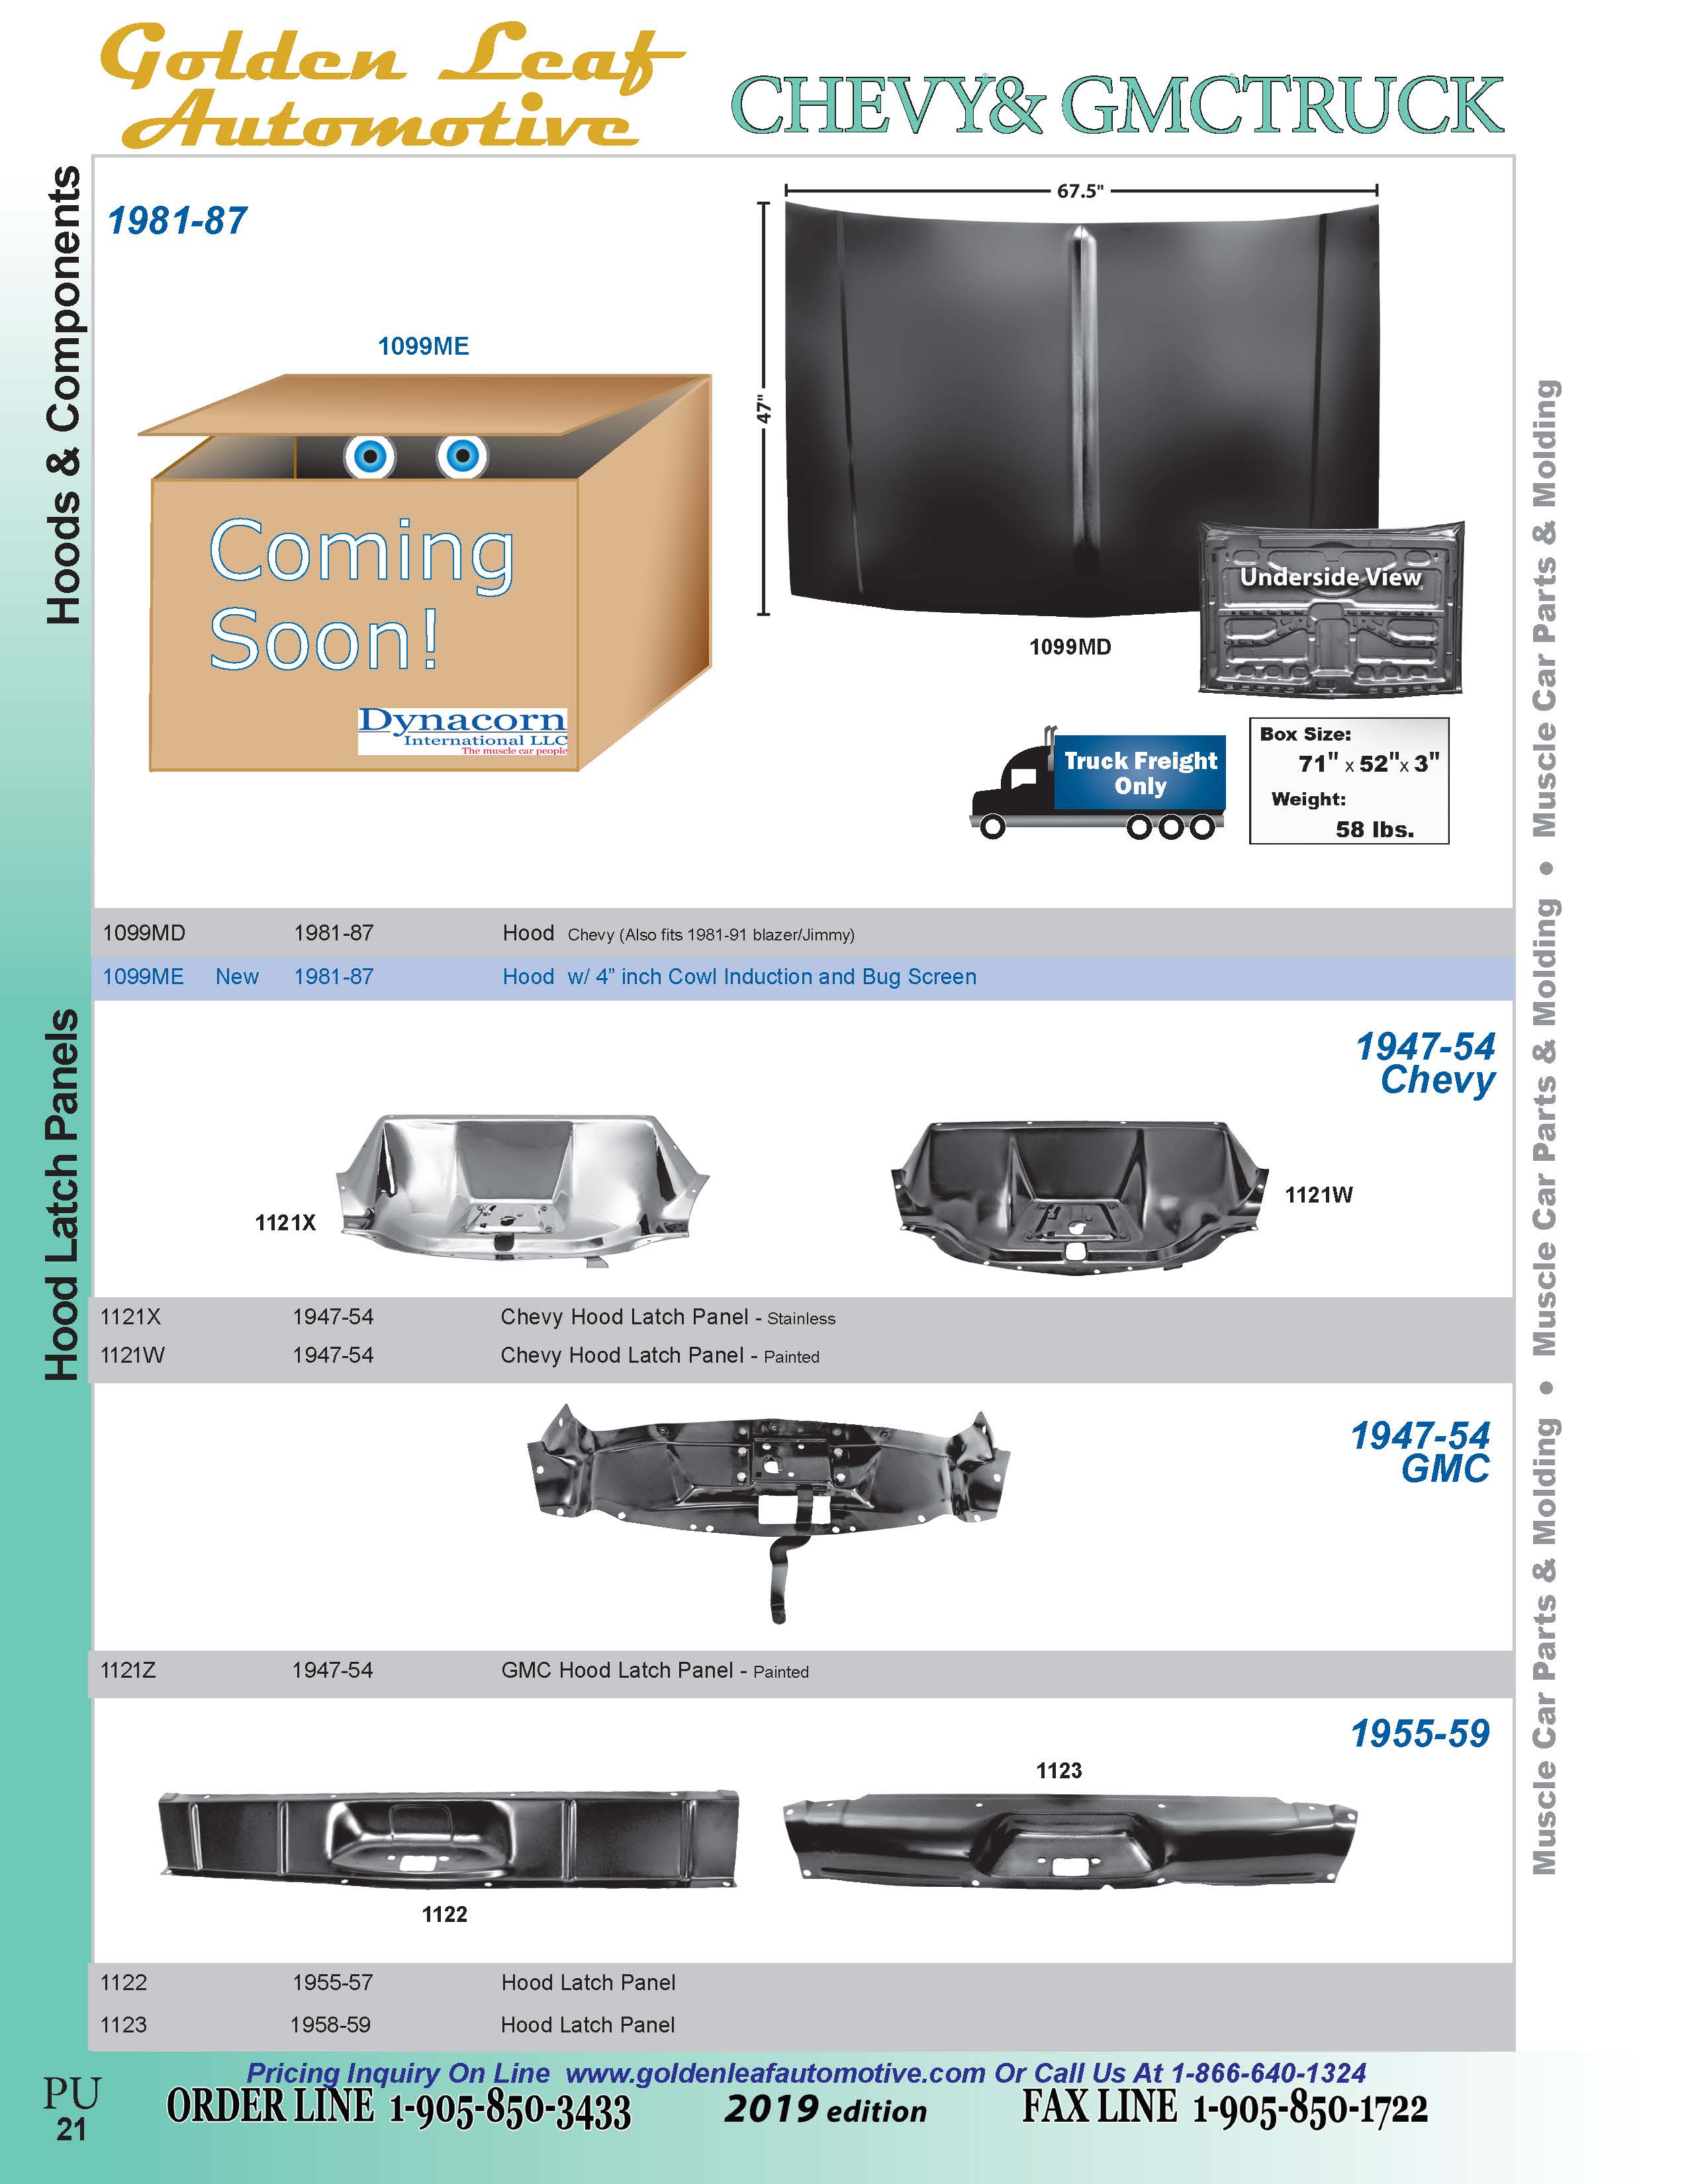 Golden Leaf
Automotive
CHEVY& GMCTRUCK
Hoods & Components
1981-87
67.5"
47"
1099ME
Coming
Soon!
Dynacorn
International LLC
The muscle car people
Underside View
1099MD
Truck Freight
Only
Box Size:
71" x 52"x 3"
Weight:
58 lbs.
1099MD 1981-87 Hood Chevy (Also fits 1981-91 blazer/Jimmy)
1099ME New 1981-87 Hood w/ 4” inch Cowl Induction and Bug Screen
Hood Latch Panels
1947-54
Chevy
1121X
1121W
1121X 1947-54 Chevy Hood Latch Panel - Stainless
1121W 1947-54 Chevy Hood Latch Panel - Painted
1947-54
GMC
1121Z 1947-54 GMC Hood Latch Panel - Painted
1955-59
1123
1122
1122 1955-57 Hood Latch Panel
1123 1958-59 Hood Latch Panel
Muscle Car Parts & Molding • Muscle Car Parts & Molding • Muscle Car Parts & Molding
Pricing Inquiry On Line www.goldenleafautomotive.com Or Call Us At 1-866-640-1324
PU
21
ORDER LINE 1-905-850-3433 2019 edition FAX LINE 1-905-850-1722